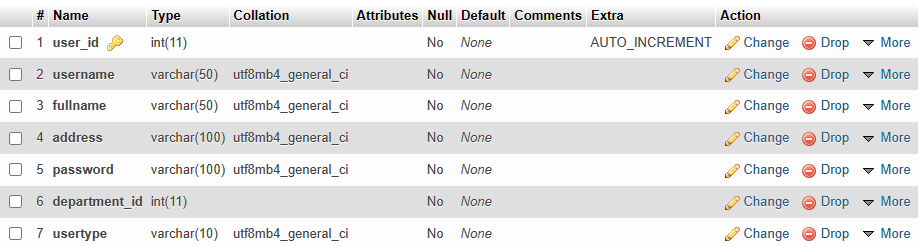 # Name Type Collation Attributes Null Default Comments Extra Action
1 user_id int(11) No None AUTO_INCREMENT Change Drop More
2 username varchar(50) utf8mb4_general_ci No None Change Drop More
3 fullname varchar(50) utf8mb4_general_ci No None Change Drop More
4 address varchar(100) utf8mb4_general_ci No None Change Drop More
5 password varchar(100) utf8mb4_general_ci No None Change Drop More
6 department_id int(11) No None Change Drop More
7 usertype varchar(10) utf8mb4_general_ci No None Change Drop More